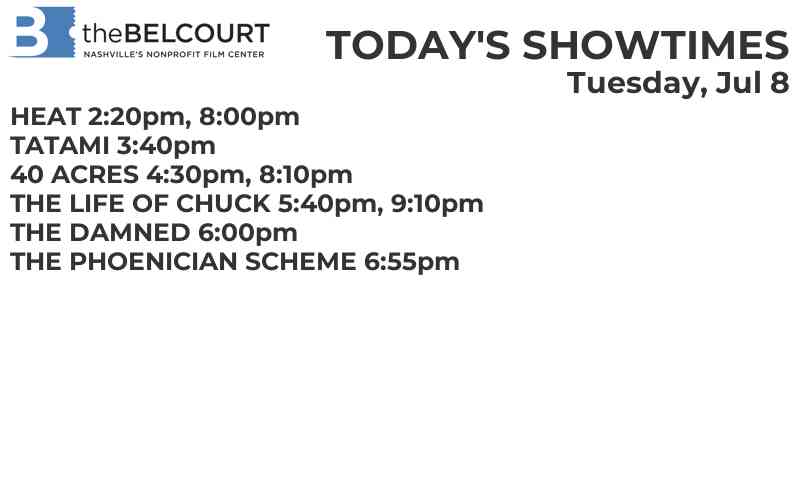 B theBELCOURT
NASHVILLE'S NONPROFIT FILM CENTER
TODAY'S SHOWTIMES
Tuesday, Jul 8
HEAT 2:20pm, 8:00pm
TATAMI 3:40pm
40 ACRES 4:30pm, 8:10pm
THE LIFE OF CHUCK 5:40pm, 9:10pm
THE DAMNED 6:00pm
THE PHOENICIAN SCHEME 6:55pm